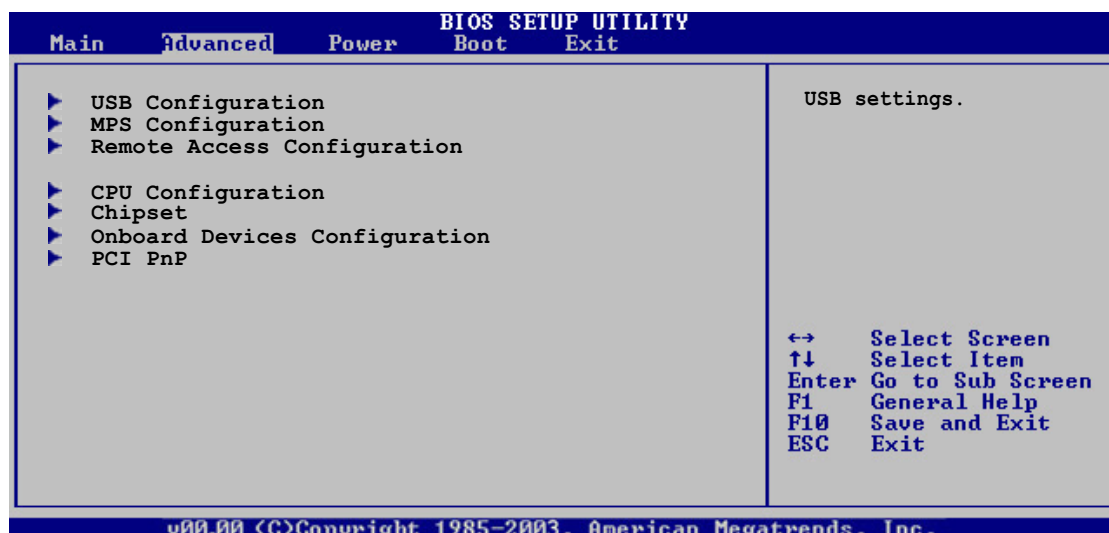 BIOS SETUP UTILITY
Main Advanced Power Boot Exit
USB Configuration
MPS Configuration
Remote Access Configuration
CPU Configuration
Chipset
Onboard Devices Configuration
PCI PnP
USB settings.
←→ Select Screen
↑↓ Select Item
Enter Go to Sub Screen
F1 General Help
F10 Save and Exit
ESC Exit
v00.00 (C)Copyright 1985-2003, American Megatrends, Inc.